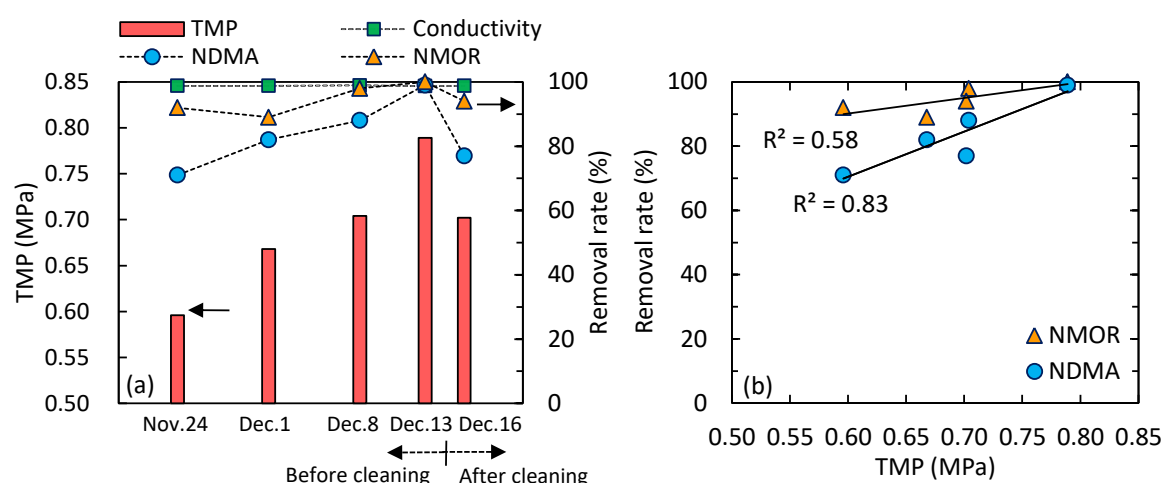 TMP
Conductivity
NDMA
NMOR
0.85
0.80
0.75
0.70
0.65
0.60
0.55
0.50
TMP (MPa)
100
80
60
40
20
0
Removal rate (%)
(a)
Nov.24 Dec.1 Dec.8 Dec.13 Dec.16
Before cleaning After cleaning
100
80
60
40
20
0
Removal rate (%)
R² = 0.58
R² = 0.83
NMOR
NDMA
(b)
0.50 0.55 0.60 0.65 0.70 0.75 0.80 0.85
TMP (MPa)